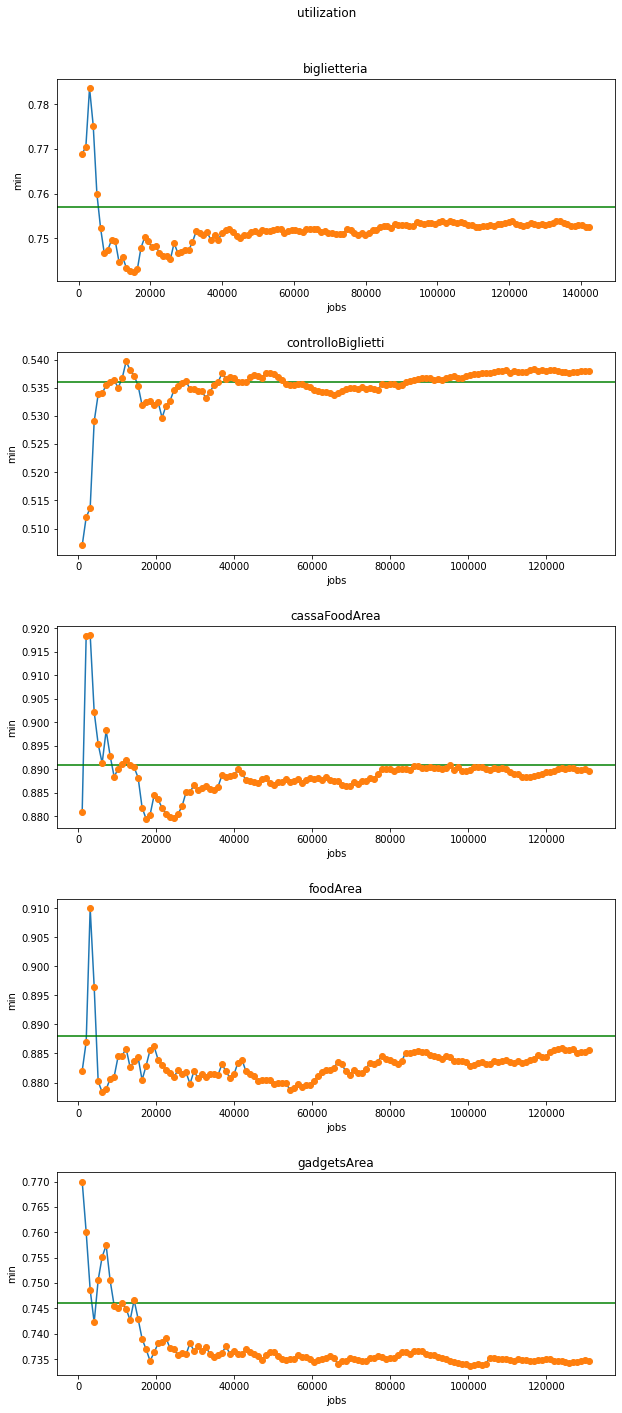 utilization
biglietteria
0.78
0.77
0.76
0.75
min
0 20000 40000 60000 80000 100000 120000 140000
jobs
controlloBiglietti
0.540
0.535
0.530
0.525
0.520
0.515
0.510
min
0 20000 40000 60000 80000 100000 120000
jobs
cassaFoodArea
0.920
0.915
0.910
0.905
0.900
0.895
0.890
0.885
0.880
min
0 20000 40000 60000 80000 100000 120000
jobs
foodArea
0.910
0.905
0.900
0.895
0.890
0.885
0.880
min
0 20000 40000 60000 80000 100000 120000
jobs
gadgetsArea
0.770
0.765
0.760
0.755
0.750
0.745
0.740
0.735
min
0 20000 40000 60000 80000 100000 120000
jobs